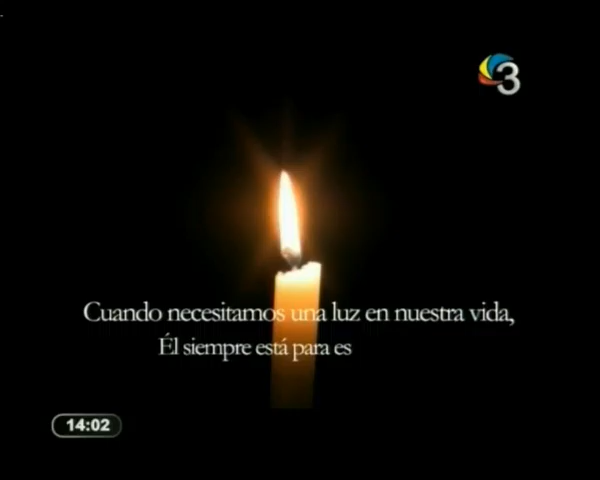 3
Cuando necesitamos una luz en nuestra vida,
Él siempre está para es
14:02